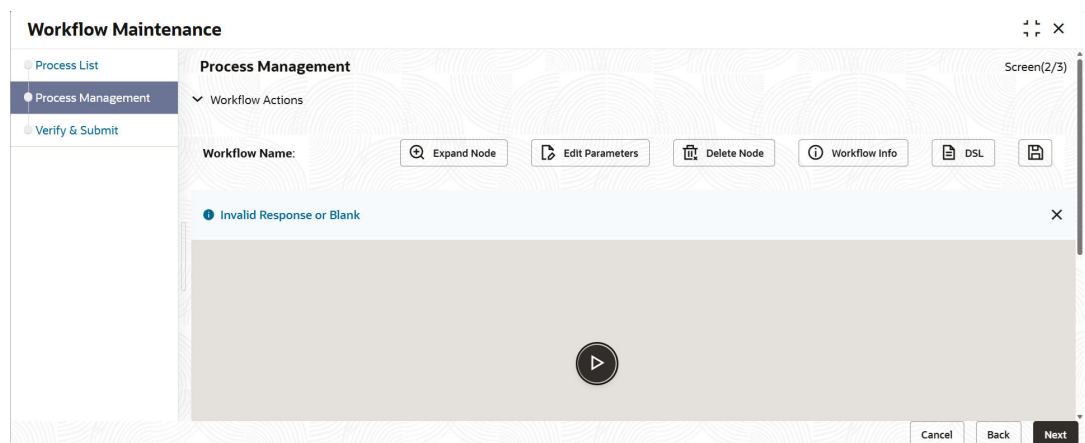 Workflow Maintenance
Process List
Process Management
Verify & Submit
Process Management
Screen(2/3)
Workflow Actions
Workflow Name:
Expand Node
Edit Parameters
Delete Node
Workflow Info
DSL
Invalid Response or Blank
Cancel
Back
Next